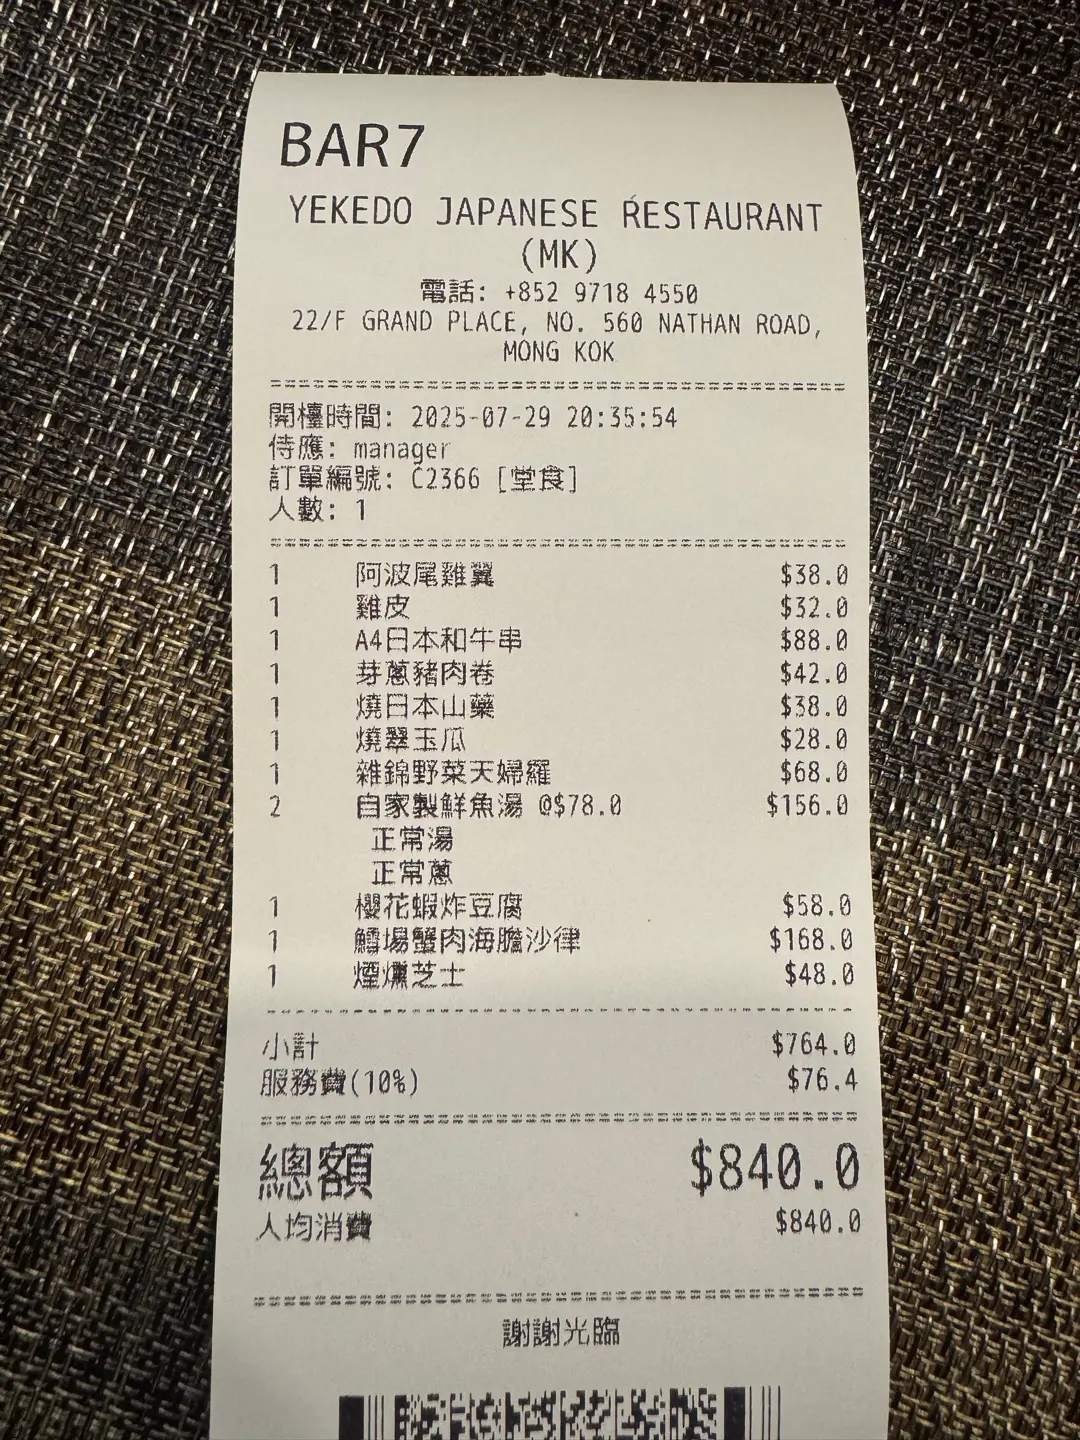 BAR7
YEKEDO JAPANESE RESTAURANT
(MK)
電話: +852 9718 4550
22/F GRAND PLACE, NO. 560 NATHAN ROAD,
MONG KOK
開檯時間: 2025-07-29 20:35:54
侍應: manager
訂單編號: C2366 [堂食]
人數: 1
1 阿波尾雞翼 $38.0
1 雞皮 $32.0
1 A4日本和牛串 $88.0
1 芽蔥豬肉卷 $42.0
1 燒日本山藥 $38.0
1 燒翠玉瓜 $28.0
1 雜錦野菜天婦羅 $68.0
2 自家製鮮魚湯 @$78.0 $156.0
正常湯
正常蔥
1 櫻花蝦炸豆腐 $58.0
1 鱈場蟹肉海膽沙律 $168.0
1 煙燻芝士 $48.0
小計 $764.0
服務費(10%) $76.4
總額 $840.0
人均消費 $840.0
謝謝光臨